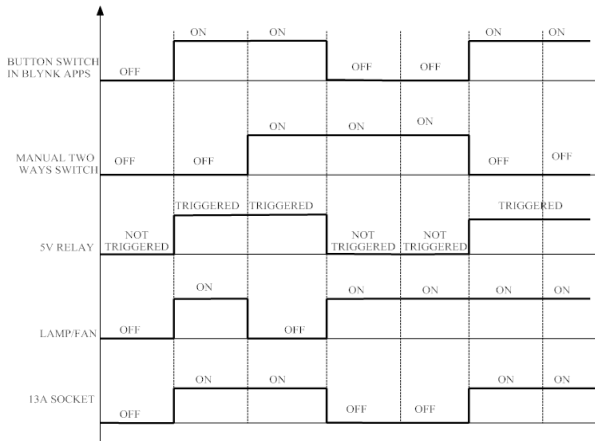 ON ON ON ON
BUTTON SWITCH
IN BLYNK APPS
OFF OFF OFF
ON ON ON
MANUAL TWO
WAYS SWITCH
OFF OFF OFF OFF
TRIGGERED TRIGGERED TRIGGERED
NOT TRIGGERED NOT TRIGGERED NOT TRIGGERED
5V RELAY
ON ON ON ON ON
LAMP/FAN
OFF OFF
ON ON ON ON
13A SOCKET
OFF OFF OFF